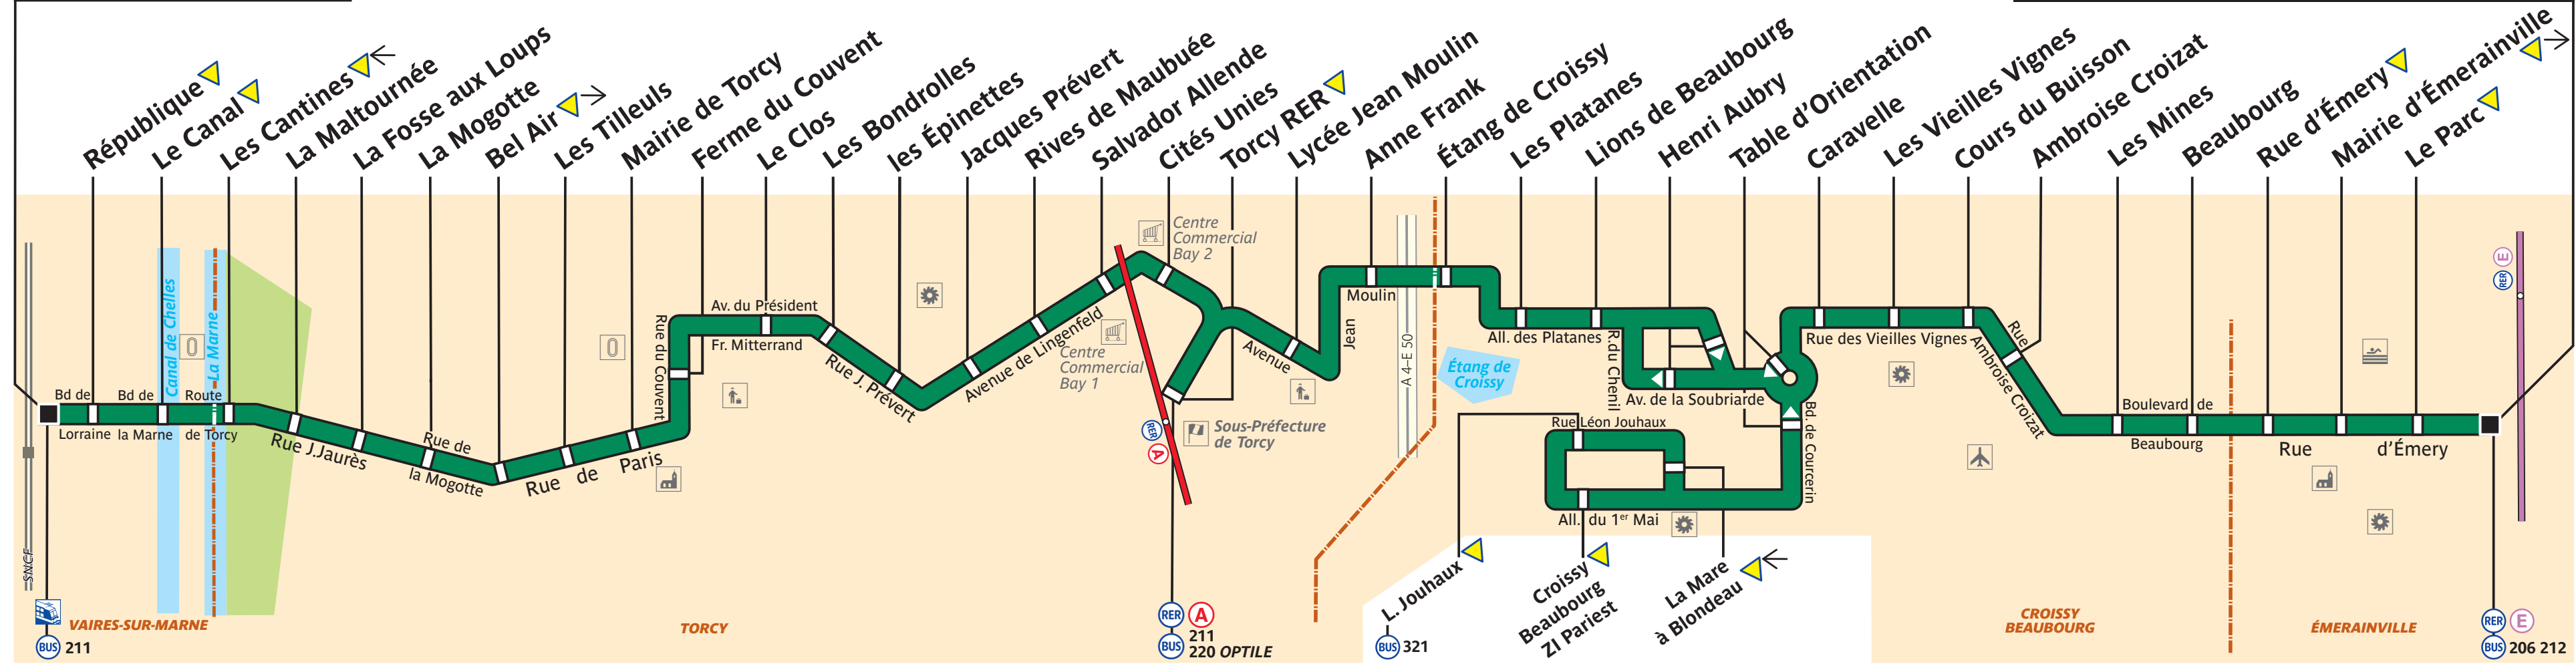 République
Le Canal
Les Cantines
La Maltournée
La Fosse aux Loups
La Mogotte
Bel Air
Les Tilleuls
Mairie de Torcy
Ferme du Couvent
Le Clos
Les Bondrolles
les Épinettes
Jacques Prévert
Rives de Maubuée
Salvador Allende
Cités Unies
Torcy RER
Lycée Jean Moulin
Anne Frank
Étang de Croissy
Les Platanes
Lions de Beaubourg
Henri Aubry
Table d'Orientation
Caravelle
Les Vieilles Vignes
Cours du Buisson
Ambroise Croizat
Les Mines
Beaubourg
Rue d'Émery
Mairie d'Émerainville
Le Parc
SNCF
Bd de
Lorraine
Bd de
la Marne
Canal de Chelles
La Marne
Route
de Torcy
Rue J.Jaurès
Rue de
la Mogotte
Rue de Paris
Rue du Couvent
Av. du Président
Fr. Mitterrand
Rue J. Prévert
Avenue de Lingenfeld
Centre
Commercial
Bay 1
Centre
Commercial
Bay 2
RER
A
Sous-Préfecture
de Torcy
Avenue
Jean
Moulin
A 4-E 50
Étang de
Croissy
All. des Platanes
R.du Chenil
Av. de la Soubriarde
Bd. de Courcerin
Rue Léon Jouhaux
All. du 1er Mai
Rue des Vieilles Vignes
Rue
Ambroise Croizat
Boulevard de
Beaubourg
Rue d'Émery
E
RER
L. Jouhaux
BUS 321
Croissy
Beaubourg
ZI Pariest
La Mare
à Blondeau
VAIRES-SUR-MARNE
BUS 211
TORCY
RER A
BUS 211
220 OPTILE
CROISSY
BEAUBOURG
ÉMERAINVILLE
RER E
BUS 206 212